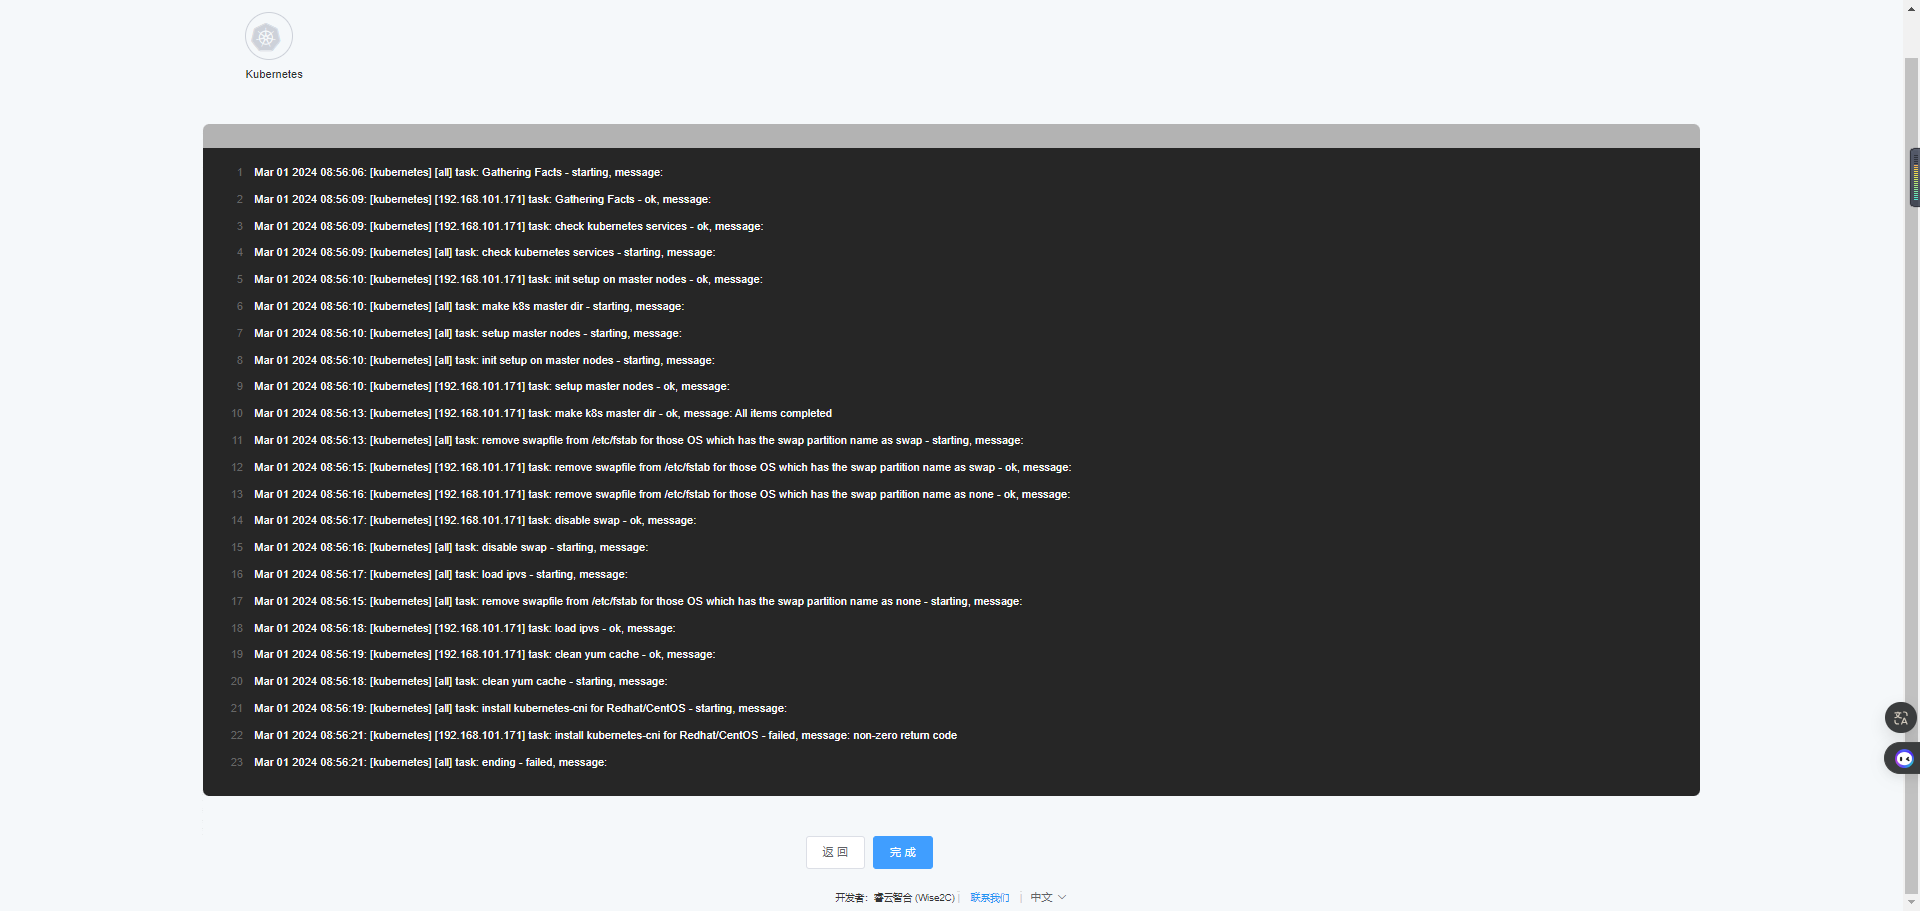 Kubernetes
1 Mar 01 2024 08:56:06: [kubernetes] [all] task: Gathering Facts - starting, message:
2 Mar 01 2024 08:56:09: [kubernetes] [192.168.101.171] task: Gathering Facts - ok, message:
3 Mar 01 2024 08:56:09: [kubernetes] [192.168.101.171] task: check kubernetes services - ok, message:
4 Mar 01 2024 08:56:09: [kubernetes] [all] task: check kubernetes services - starting, message:
5 Mar 01 2024 08:56:10: [kubernetes] [192.168.101.171] task: init setup on master nodes - ok, message:
6 Mar 01 2024 08:56:10: [kubernetes] [all] task: make k8s master dir - starting, message:
7 Mar 01 2024 08:56:10: [kubernetes] [all] task: setup master nodes - starting, message:
8 Mar 01 2024 08:56:10: [kubernetes] [all] task: init setup on master nodes - starting, message:
9 Mar 01 2024 08:56:10: [kubernetes] [192.168.101.171] task: setup master nodes - ok, message:
10 Mar 01 2024 08:56:13: [kubernetes] [192.168.101.171] task: make k8s master dir - ok, message: All items completed
11 Mar 01 2024 08:56:13: [kubernetes] [all] task: remove swapfile from /etc/fstab for those OS which has the swap partition name as swap - starting, message:
12 Mar 01 2024 08:56:15: [kubernetes] [192.168.101.171] task: remove swapfile from /etc/fstab for those OS which has the swap partition name as swap - ok, message:
13 Mar 01 2024 08:56:16: [kubernetes] [192.168.101.171] task: remove swapfile from /etc/fstab for those OS which has the swap partition name as none - ok, message:
14 Mar 01 2024 08:56:17: [kubernetes] [192.168.101.171] task: disable swap - ok, message:
15 Mar 01 2024 08:56:16: [kubernetes] [all] task: disable swap - starting, message:
16 Mar 01 2024 08:56:17: [kubernetes] [all] task: load ipvs - starting, message:
17 Mar 01 2024 08:56:15: [kubernetes] [all] task: remove swapfile from /etc/fstab for those OS which has the swap partition name as none - starting, message:
18 Mar 01 2024 08:56:18: [kubernetes] [192.168.101.171] task: load ipvs - ok, message:
19 Mar 01 2024 08:56:19: [kubernetes] [192.168.101.171] task: clean yum cache - ok, message:
20 Mar 01 2024 08:56:18: [kubernetes] [all] task: clean yum cache - starting, message:
21 Mar 01 2024 08:56:19: [kubernetes] [all] task: install kubernetes-cni for Redhat/CentOS - starting, message:
22 Mar 01 2024 08:56:21: [kubernetes] [192.168.101.171] task: install kubernetes-cni for Redhat/CentOS - failed, message: non-zero return code
23 Mar 01 2024 08:56:21: [kubernetes] [all] task: ending - failed, message:
返 回 完 成
开发者：睿云智合 (Wise2C) | 联系我们 | 中文